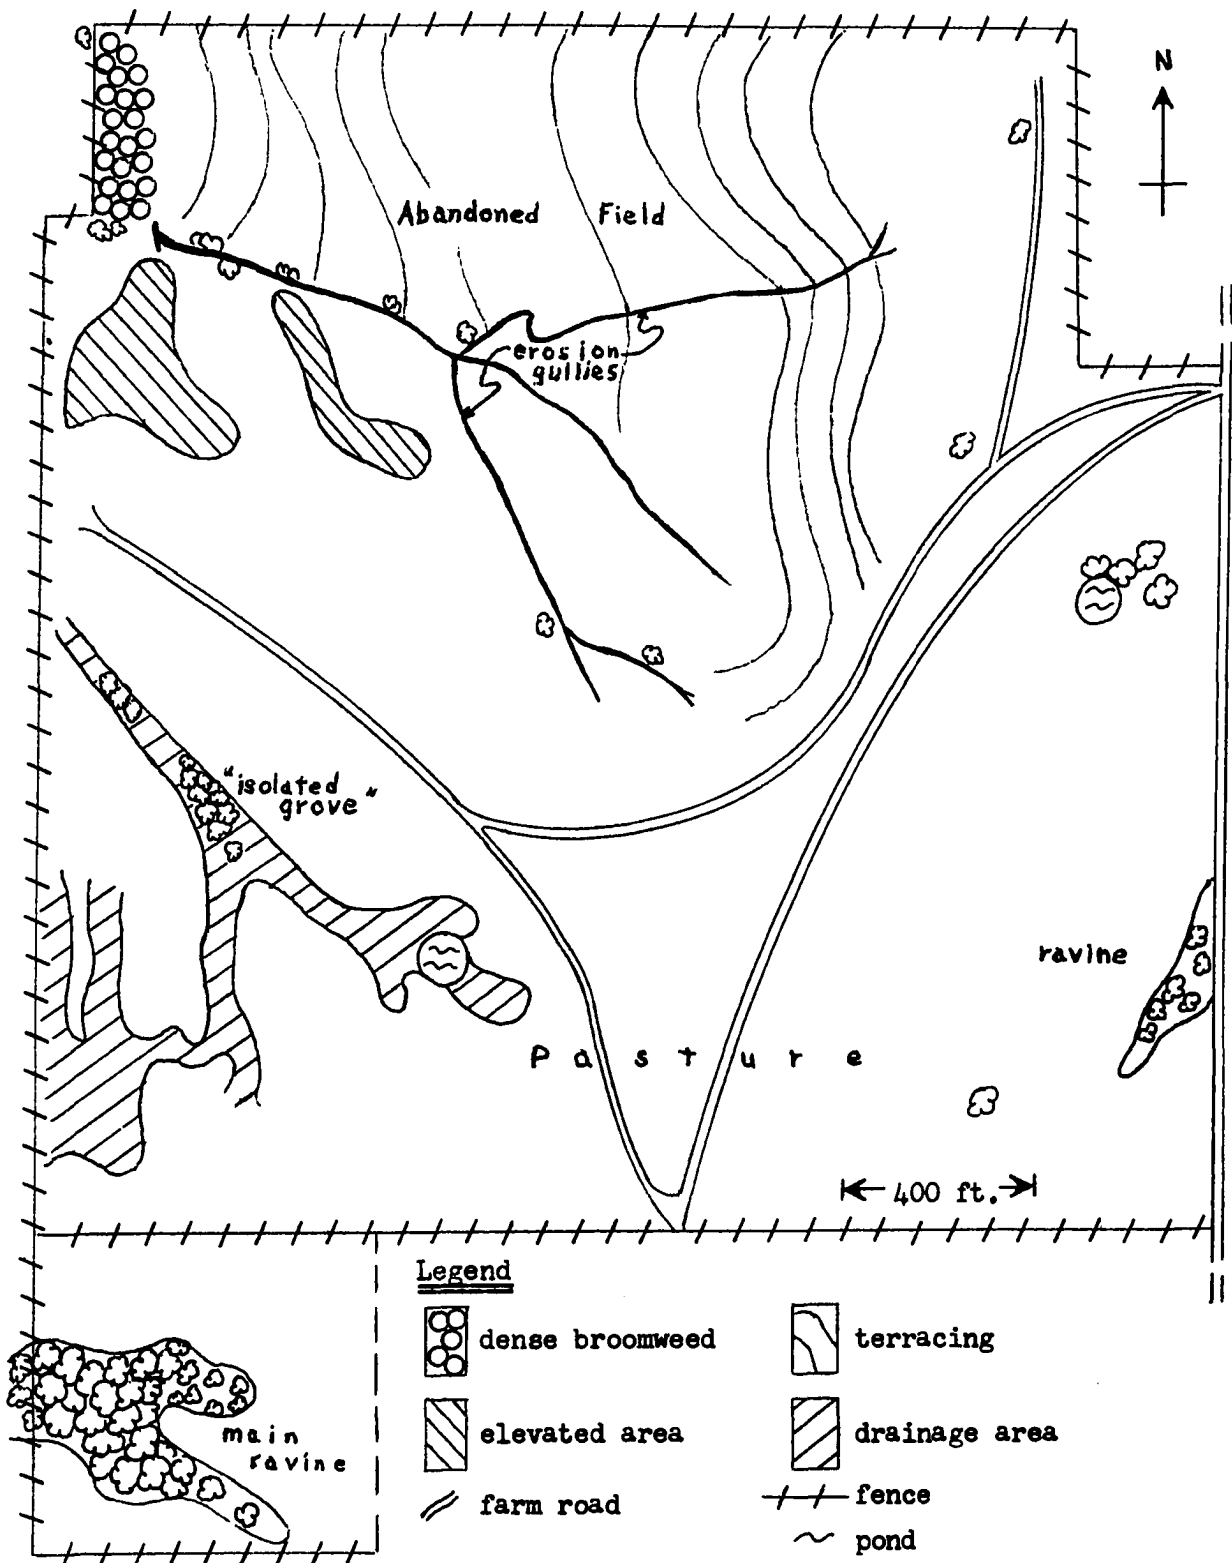 N
Abandoned Field
erosion
gullies
"isolated
grove"
ravine
Pasture
400 ft.
Legend
dense broomweed
terracing
elevated area
drainage area
farm road
fence
pond
main
ravine